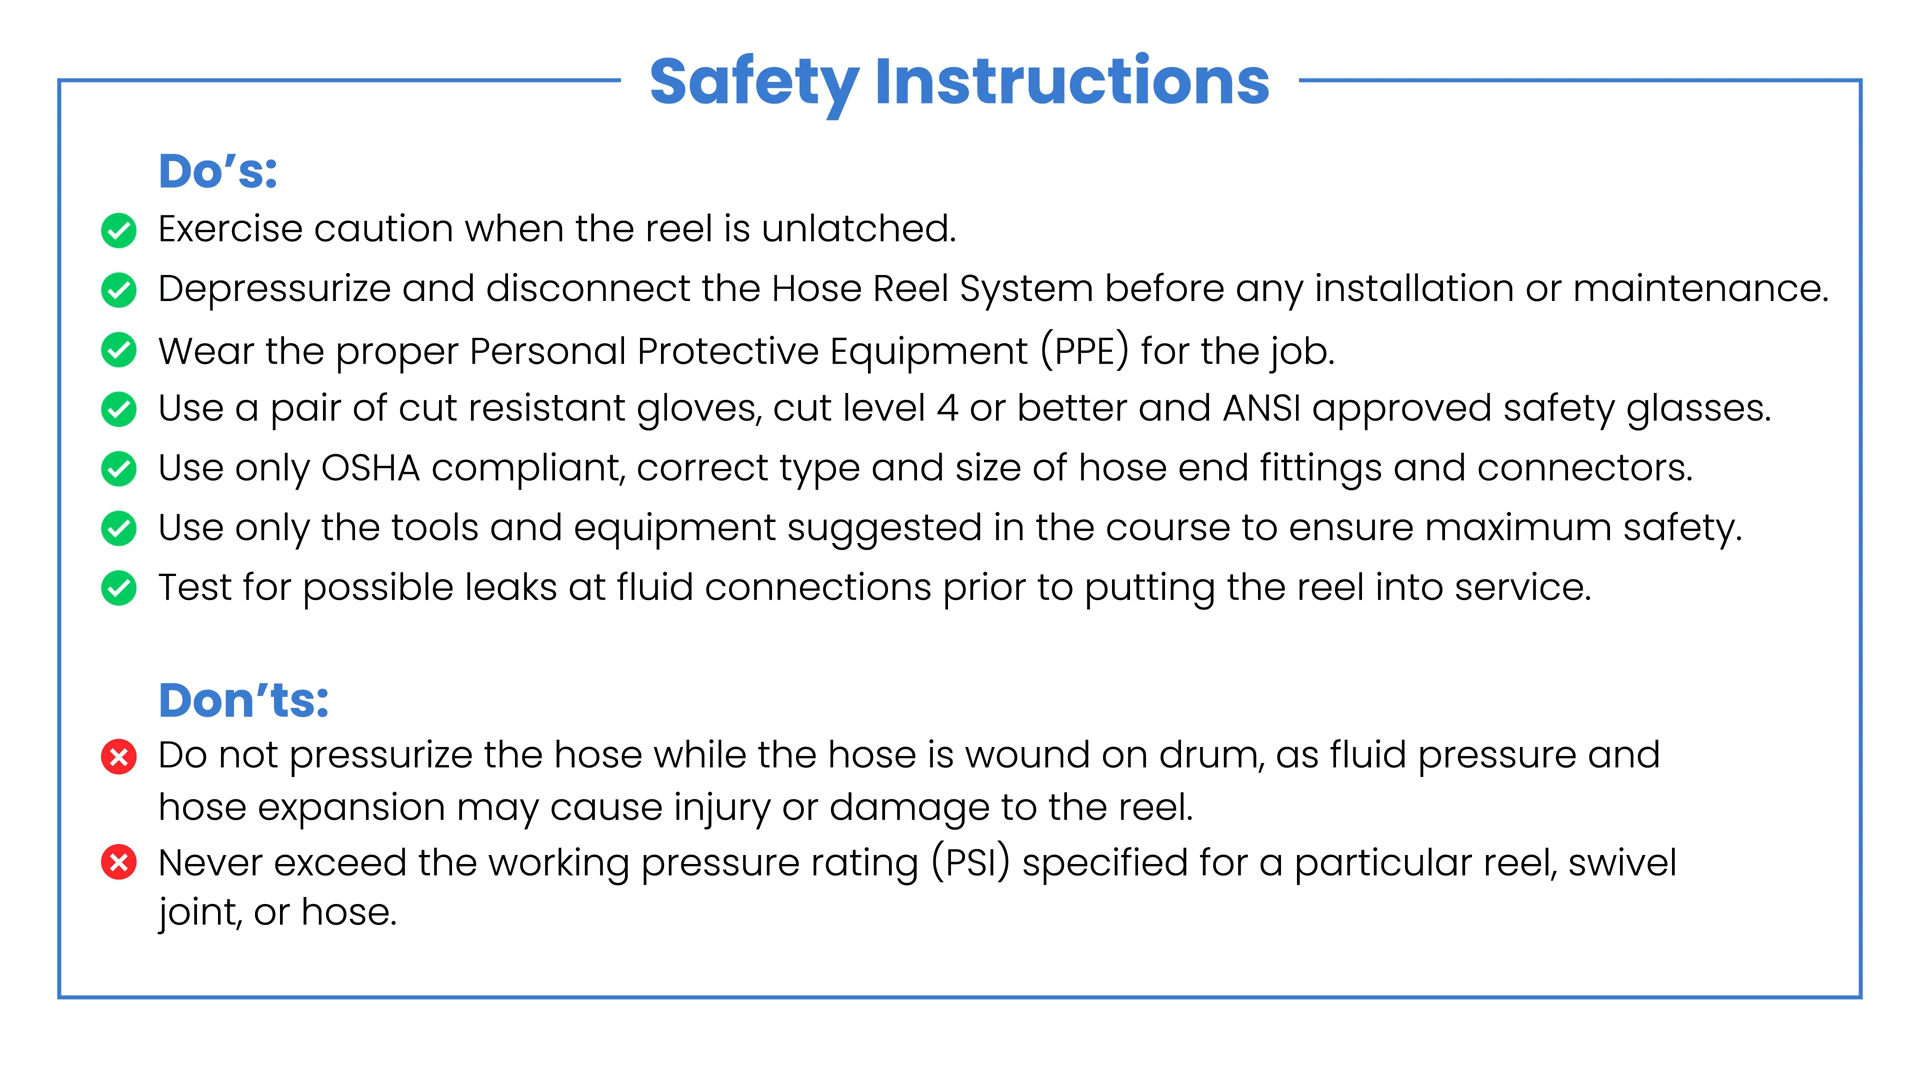 Safety Instructions
Do’s:
Exercise caution when the reel is unlatched.
Depressurize and disconnect the Hose Reel System before any installation or maintenance.
Wear the proper Personal Protective Equipment (PPE) for the job.
Use a pair of cut resistant gloves, cut level 4 or better and ANSI approved safety glasses.
Use only OSHA compliant, correct type and size of hose end fittings and connectors.
Use only the tools and equipment suggested in the course to ensure maximum safety.
Test for possible leaks at fluid connections prior to putting the reel into service.
Don’ts:
Do not pressurize the hose while the hose is wound on drum, as fluid pressure and
hose expansion may cause injury or damage to the reel.
Never exceed the working pressure rating (PSI) specified for a particular reel, swivel
joint, or hose.